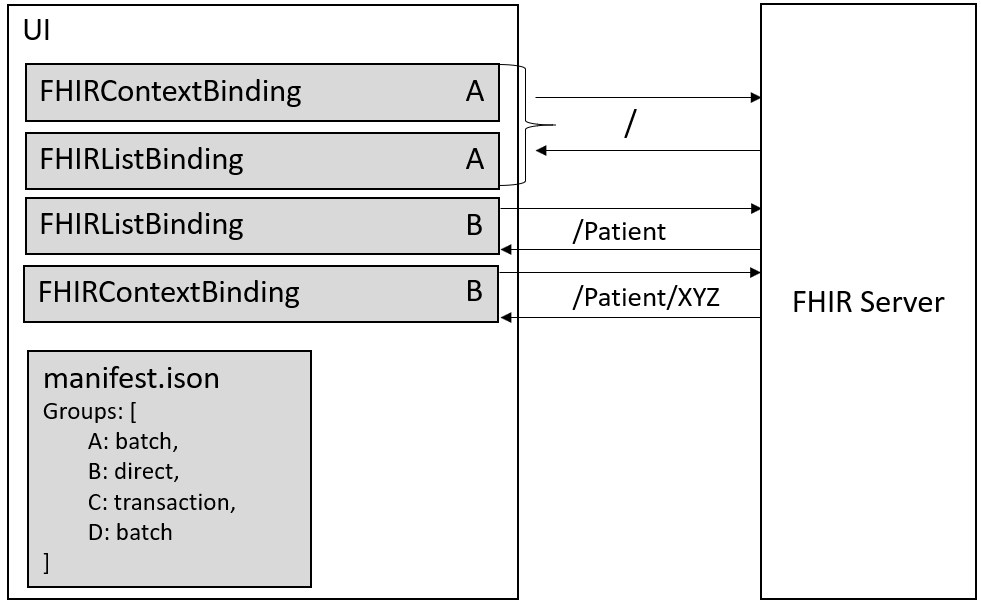 UI
FHIRContextBinding A
FHIRListBinding A
/
FHIRListBinding B
/Patient
FHIRContextBinding B
/Patient/XYZ
FHIR Server
manifest.ison
Groups: [
A: batch,
B: direct,
C: transaction,
D: batch
]